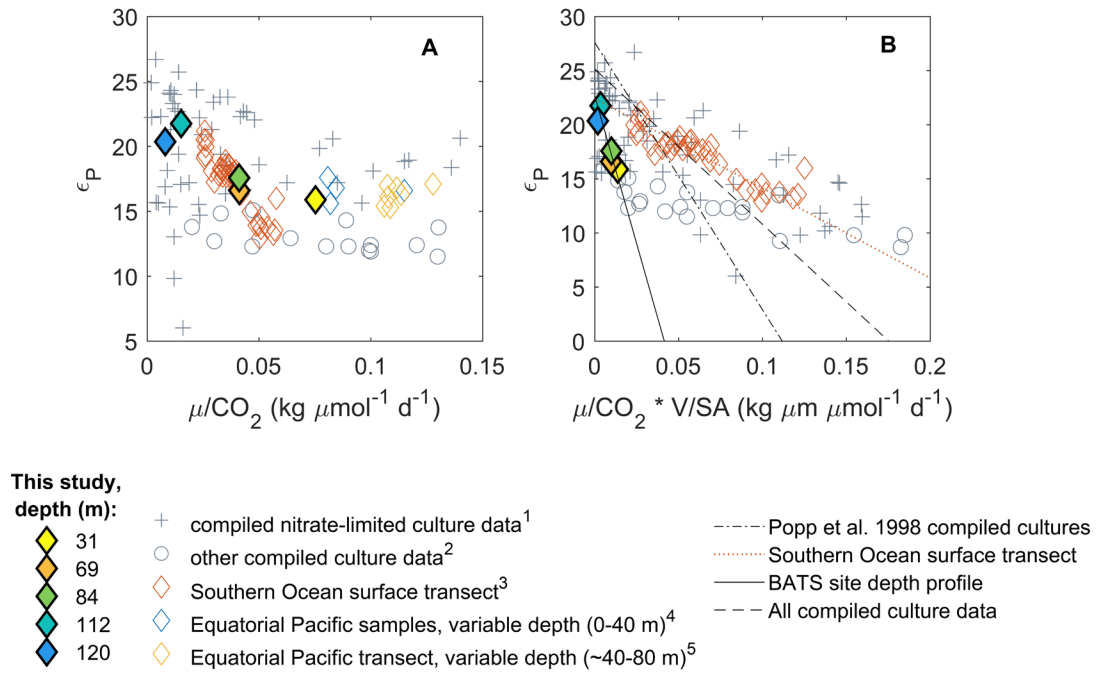 30
25
20
15
10
5
ϵP
A
0
0.05
0.1
0.15
μ/CO2 (kg μmol-1 d-1)
30
25
20
15
10
5
0
ϵP
B
0
0.05
0.1
0.15
0.2
μ/CO2 * V/SA (kg μm μmol-1 d-1)
This study,
depth (m):
31
69
84
112
120
compiled nitrate-limited culture data1
other compiled culture data2
Southern Ocean surface transect3
Equatorial Pacific samples, variable depth (0-40 m)4
Equatorial Pacific transect, variable depth (~40-80 m)5
Popp et al. 1998 compiled cultures
Southern Ocean surface transect
BATS site depth profile
All compiled culture data